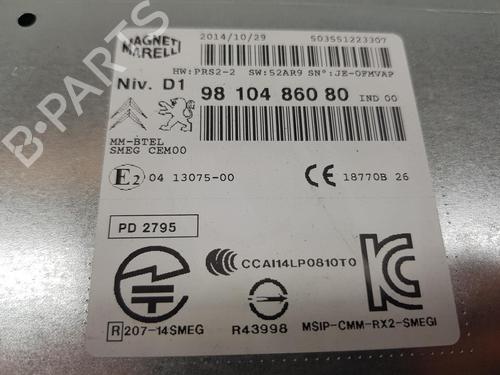 MAGNETI MARELLI
2014/10/29 503551223307
HW:PRS2-2 SW:52AR9 SN°:JE-0FMVAP
Niv. D1 98 104 860 80 IND 00
MM-BTEL
SMEG CEM00
E2 04 13075-00 CE 18770B 26
PD 2795
CCAI14LP0810T0
R 207-14SMEG
R43998
MSIP-CMM-RX2-SMEGI
B-Parts